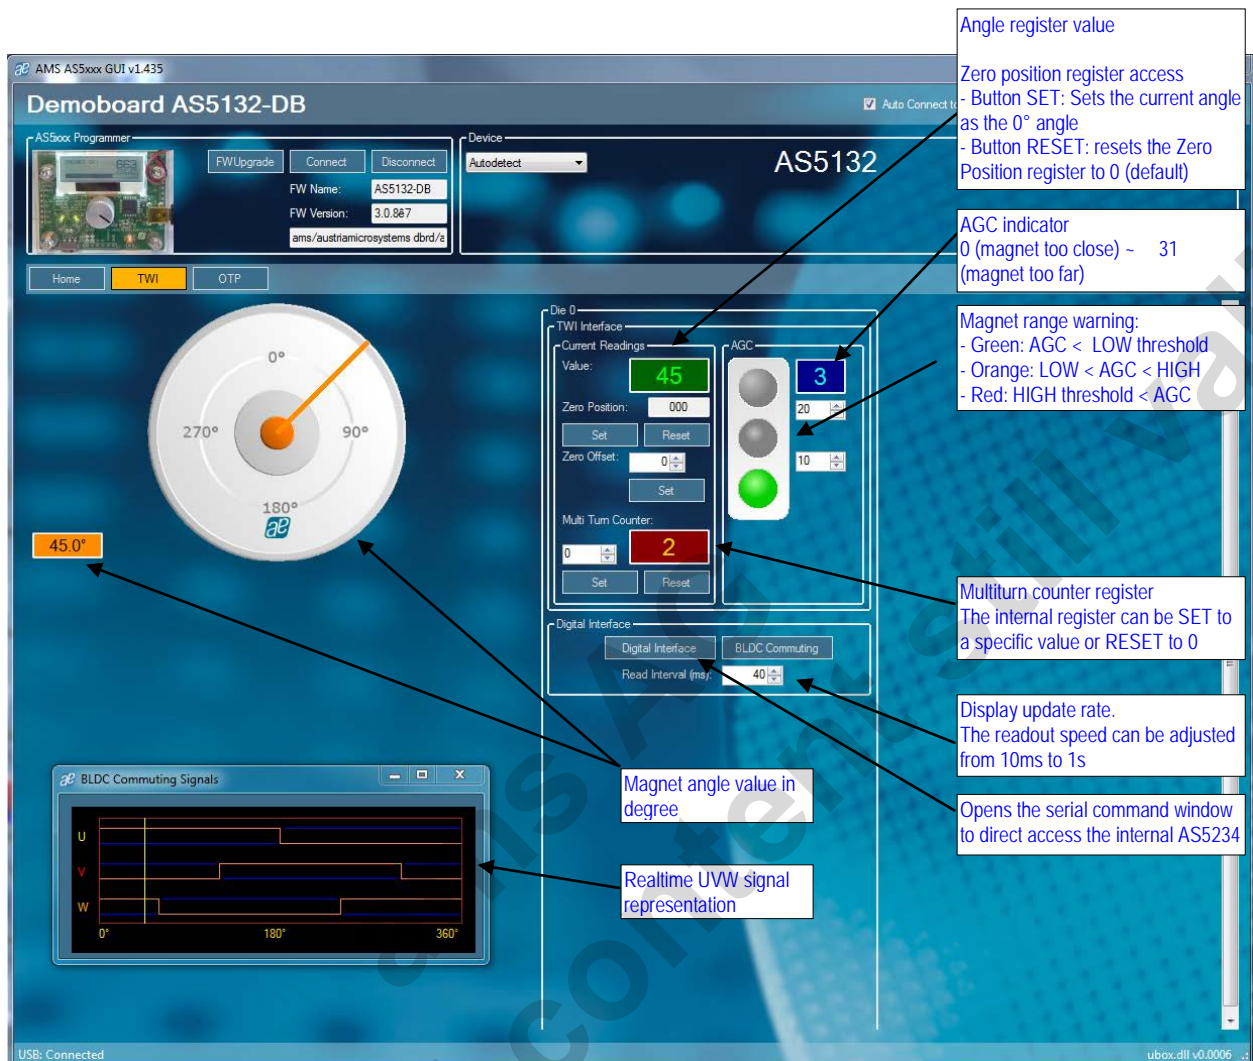 AMS AS5xxx GUI v1.435
Demoboard AS5132-DB
Auto Connect to
AS5xxx Programmer
FWUpgrade
Connect
Disconnect
FW Name:
AS5132-DB
FW Version:
ams/austriamicrosystems dbrd/a
Device
Autodetect
AS5132
Home
TWI
OTP
0°
270°
90°
180°
45.0°
Die 0
TWI Interface
Current Readings
Value:
45
Zero Position:
000
Set
Reset
Zero Offset:
0
Set
Multi Turn Counter:
0
2
Set
Reset
AGC
3
20
10
Digital Interface
Digital Interface
BLDC Commuting
Read Interval (ms):
40
BLDC Commuting Signals
U
V
W
0°
180°
360°
Angle register value
Zero position register access
- Button SET: Sets the current angle
as the 0° angle
- Button RESET: resets the Zero
Position register to 0 (default)
AGC indicator
0 (magnet too close) ~ 31
(magnet too far)
Magnet range warning:
- Green: AGC < LOW threshold
- Orange: LOW < AGC < HIGH
- Red: HIGH threshold < AGC
Multiturn counter register
The internal register can be SET to
a specific value or RESET to 0
Display update rate.
The readout speed can be adjusted
from 10ms to 1s
Opens the serial command window
to direct access the internal AS5234
Magnet angle value in
degree
Realtime UVW signal
representation
USB: Connected
ubox.dll v0.0006
ams AG
content still